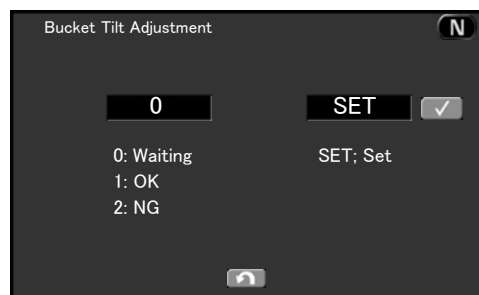 Bucket Tilt Adjustment N
0 SET
0: Waiting SET; Set
1: OK
2: NG